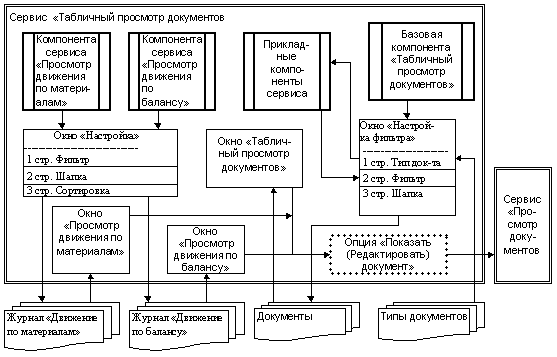 Сервис «Табличный просмотр документов
Компонента
сервиса
«Просмотр
движения
по матери-
алам»
Компонента
сервиса
«Просмотр
движения
по
балансу»
Приклад-
ные
компо-
ненты
сервиса
Базовая
компонента
«Табличный
просмотр
документов»
Окно «Настройка»
1 стр. Фильтр
2 стр. Шапка
3 стр. Сортировка
Окно «Таблич-
ный просмотр
документов»
Окно «Настрой-
ка фильтра»
1 стр. Тип док-та
2 стр. Фильтр
3 стр. Шапка
Окно
«Просмотр
движения по
материалам»
Окно
«Просмотр
движения по
балансу»
Опция «Показать
(Редактировать)
документ»
Сервис
«Про-
смотр
доку-
ментов
Журнал «Движение
по материалам»
Журнал «Движение
по балансу»
Документы
Типы документов